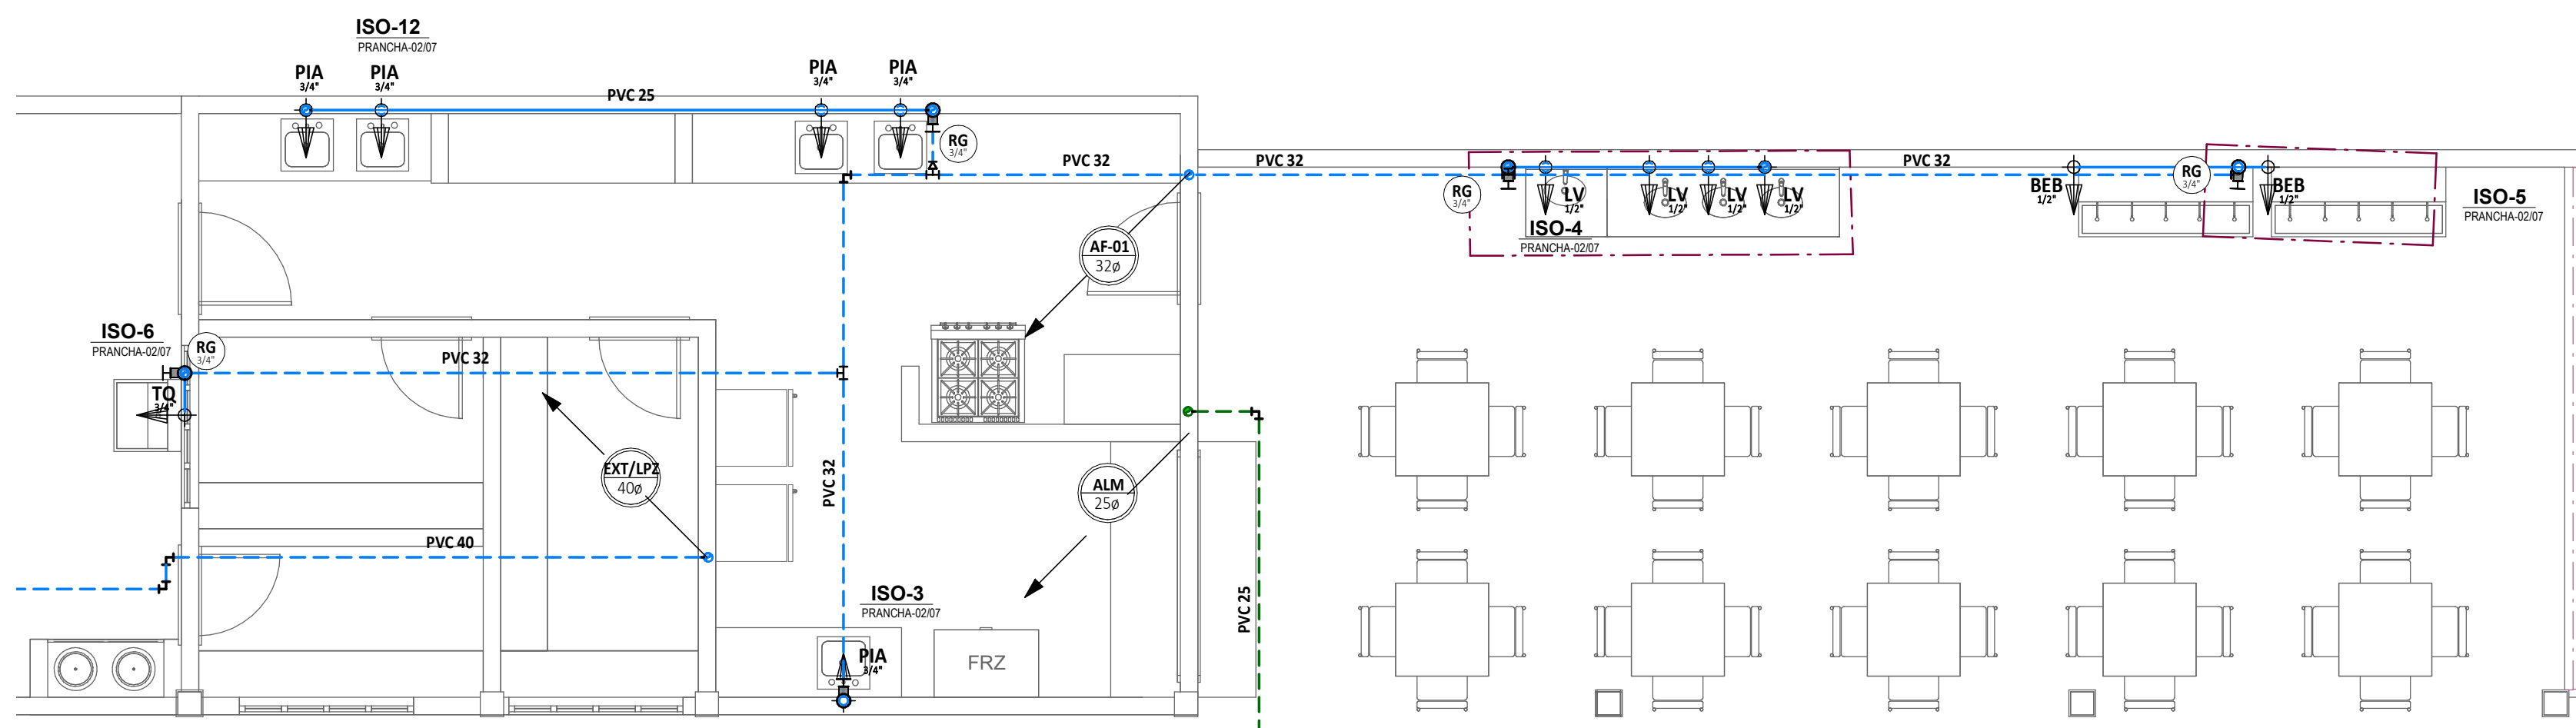 ISO-12
PRANCHA-02/07
PIA
3/4"
PIA
3/4"
PIA
3/4"
PIA
3/4"
PVC 25
RG
3/4"
PVC 32
PVC 32
PVC 32
RG
3/4"
LV
1/2"
LV
1/2"
LV
1/2"
LV
1/2"
ISO-4
PRANCHA-02/07
BEB
1/2"
RG
3/4"
BEB
1/2"
ISO-5
PRANCHA-02/07
AF-01
32ø
ISO-6
PRANCHA-02/07
RG
3/4"
TQ
3/4"
PVC 32
PVC 32
EXT/LPZ
40ø
ALM
25ø
PVC 40
ISO-3
PRANCHA-02/07
PVC 25
PIA
3/4"
FRZ